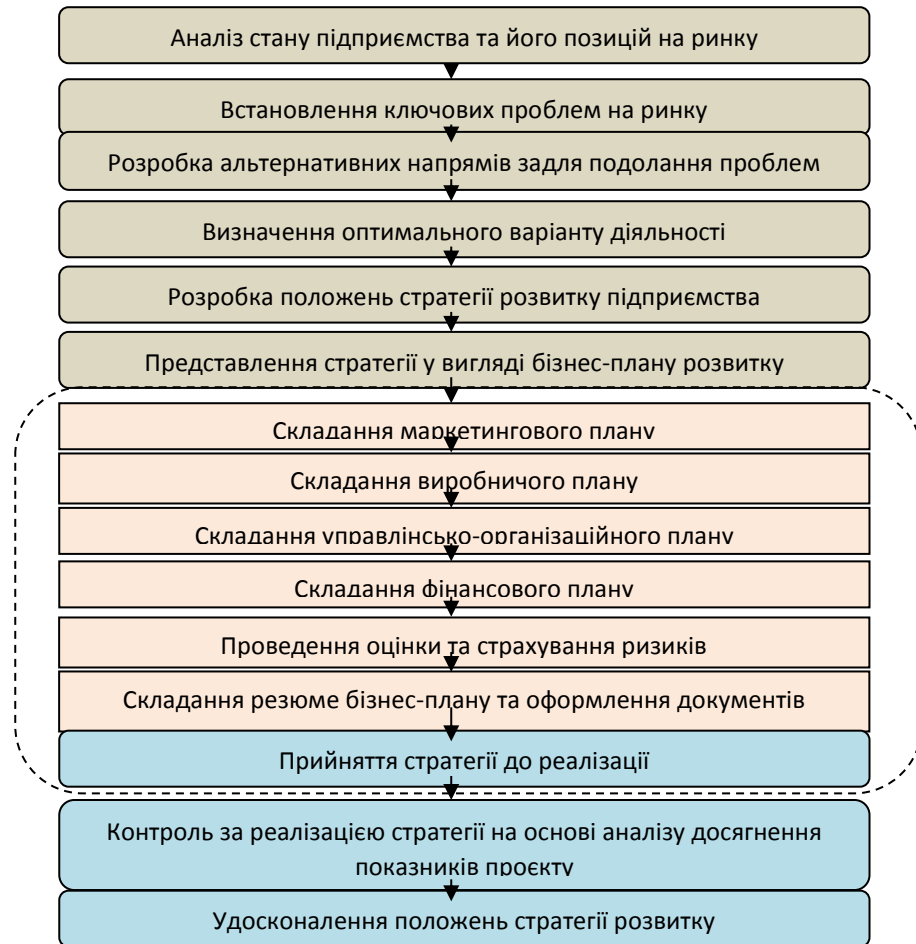 Аналіз стану підприємства та його позицій на ринку
Встановлення ключових проблем на ринку
Розробка альтернативних напрямів задля подолання проблем
Визначення оптимального варіанту діяльності
Розробка положень стратегії розвитку підприємства
Представлення стратегії у вигляді бізнес-плану розвитку
Складання маркетингового плану
Складання виробничого плану
Складання управлінсько-організаційного плану
Складання фінансового плану
Проведення оцінки та страхування ризиків
Складання резюме бізнес-плану та оформлення документів
Прийняття стратегії до реалізації
Контроль за реалізацією стратегії на основі аналізу досягнення
показників проєкту
Удосконалення положень стратегії розвитку